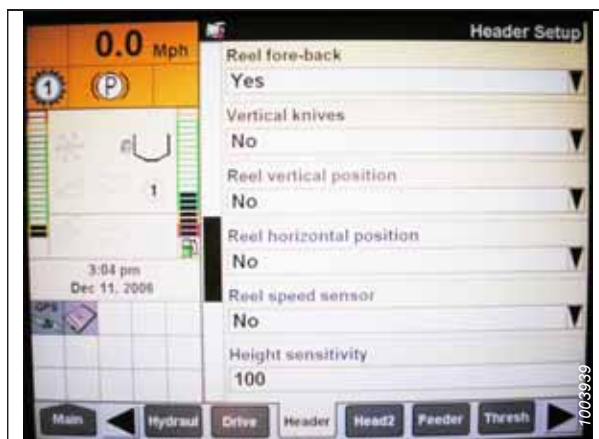 0.0 Mph
Header Setup
1
(P)
Reel fore-back
Yes
Vertical knives
No
1
Reel vertical position
No
Reel horizontal position
No
3:04 pm
Dec 11, 2006
Reel speed sensor
No
GPS
Height sensitivity
100
Main
Hydraul
Drive
Header
Head2
Feeder
Thresh
1003939